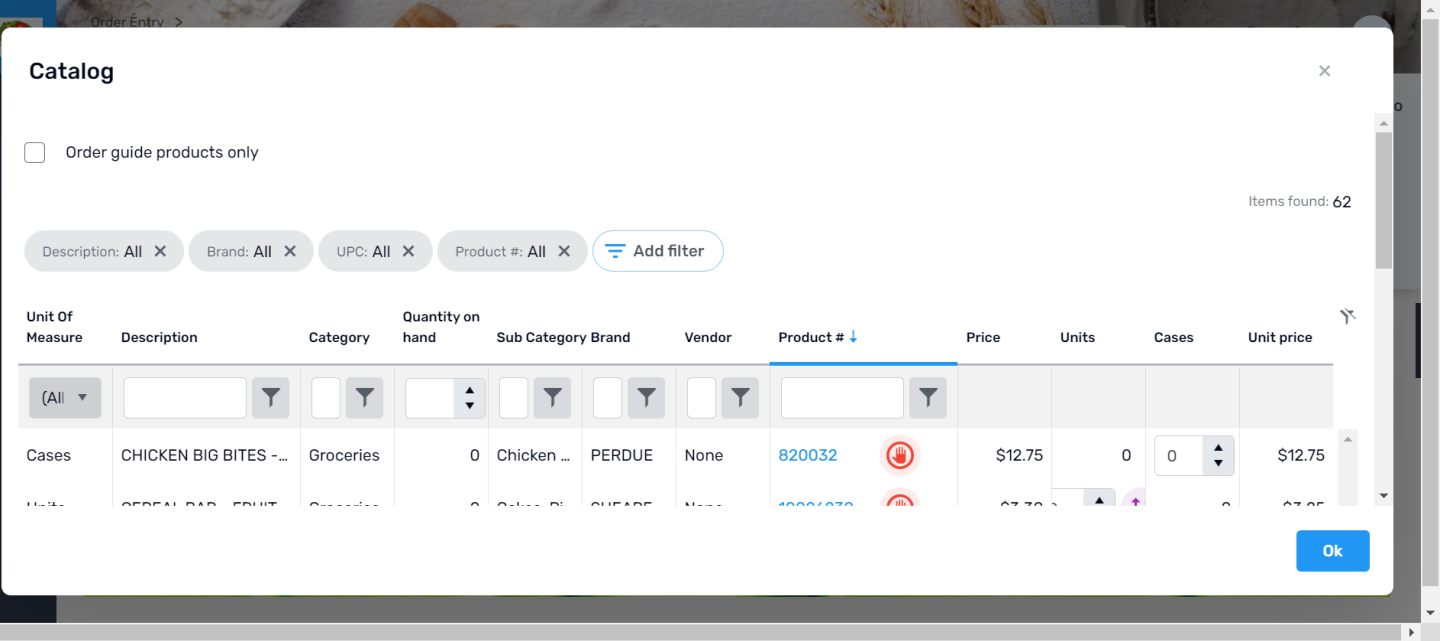 Order Entry >
Catalog
Order guide products only
Items found: 62
Description: All
Brand: All
UPC: All
Product #: All
Add filter
Unit Of Measure
Description
Category
Quantity on hand
Sub Category
Brand
Vendor
Product #
Price
Units
Cases
Unit price
(All
Cases CHICKEN BIG BITES -... Groceries 0 Chicken ... PERDUE None 820032 $12.75 0 0 $12.75
Ok